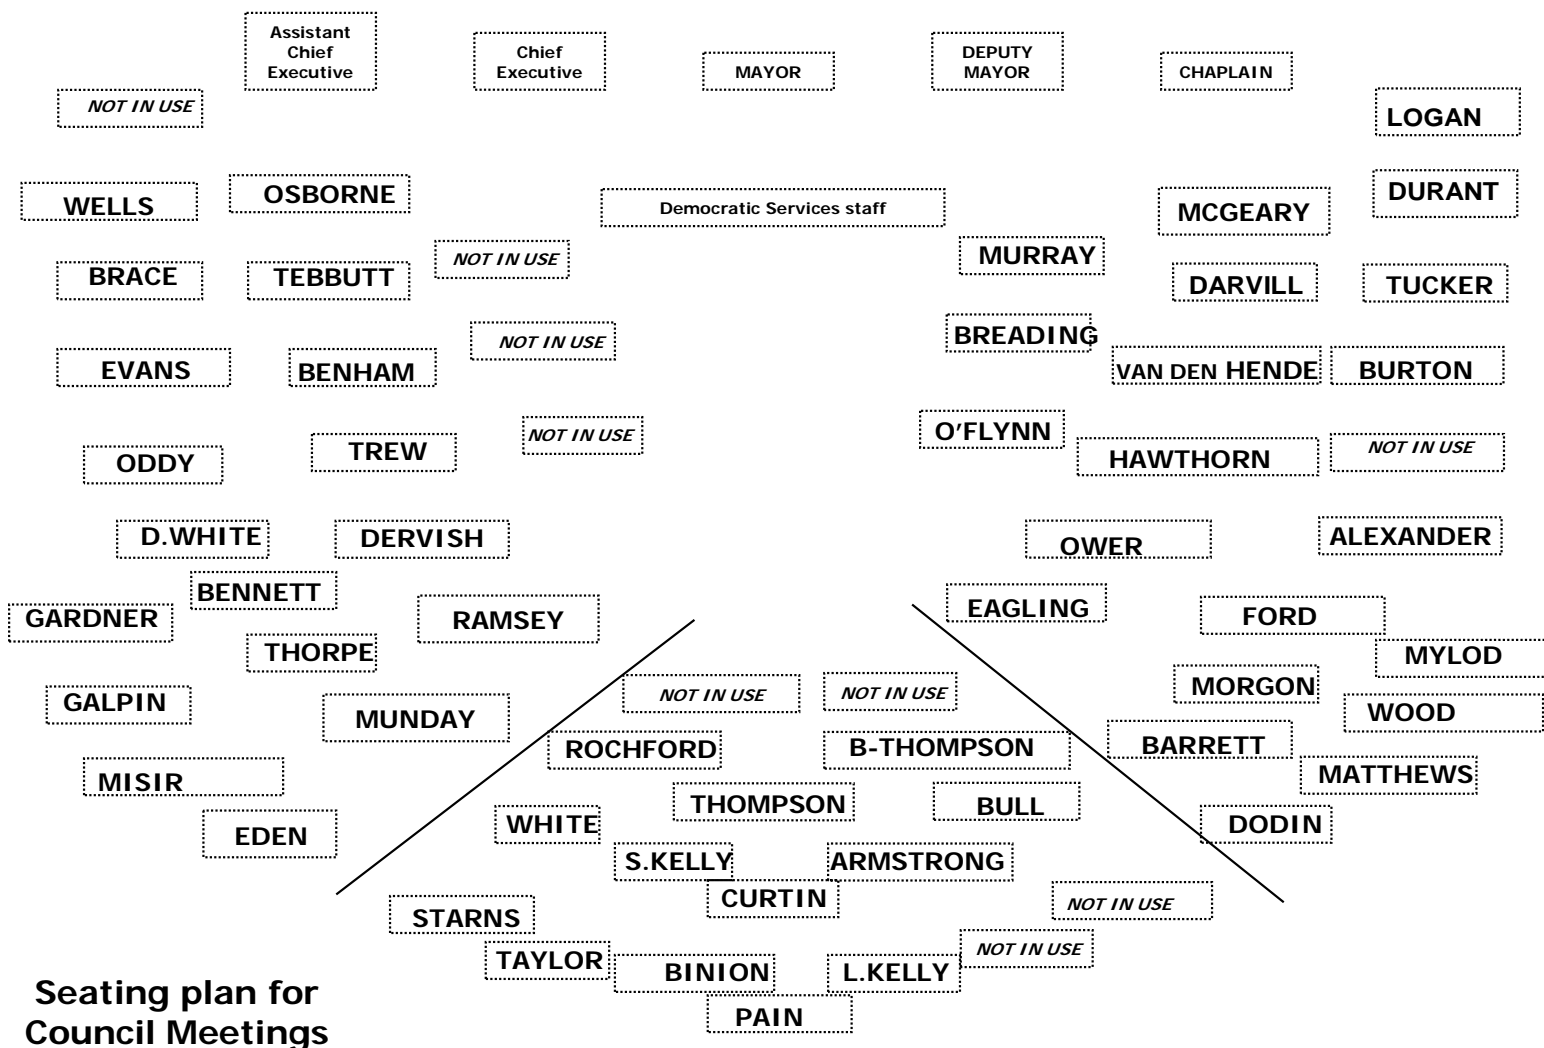 Assistant
Chief
Executive
Chief
Executive
MAYOR
DEPUTY
MAYOR
CHAPLAIN
NOT IN USE
LOGAN
WELLS
OSBORNE
Democratic Services staff
MCGEARY
DURANT
BRACE
TEBBUTT
NOT IN USE
MURRAY
DARVILL
TUCKER
EVANS
BENHAM
NOT IN USE
BREADING
VAN DEN HENDE
BURTON
ODDY
TREW
NOT IN USE
O'FLYNN
HAWTHORN
NOT IN USE
D.WHITE
DERVISH
OWER
ALEXANDER
BENNETT
GARDNER
RAMSEY
EAGLING
FORD
THORPE
MYLOD
GALPIN
MUNDAY
NOT IN USE
NOT IN USE
MORGON
WOOD
ROCHFORD
B-THOMPSON
BARRETT
MISIR
THOMPSON
BULL
MATTHEWS
EDEN
WHITE
DODIN
S.KELLY
ARMSTRONG
CURTIN
STARNS
NOT IN USE
TAYLOR
BINION
L.KELLY
NOT IN USE
PAIN
Seating plan for
Council Meetings